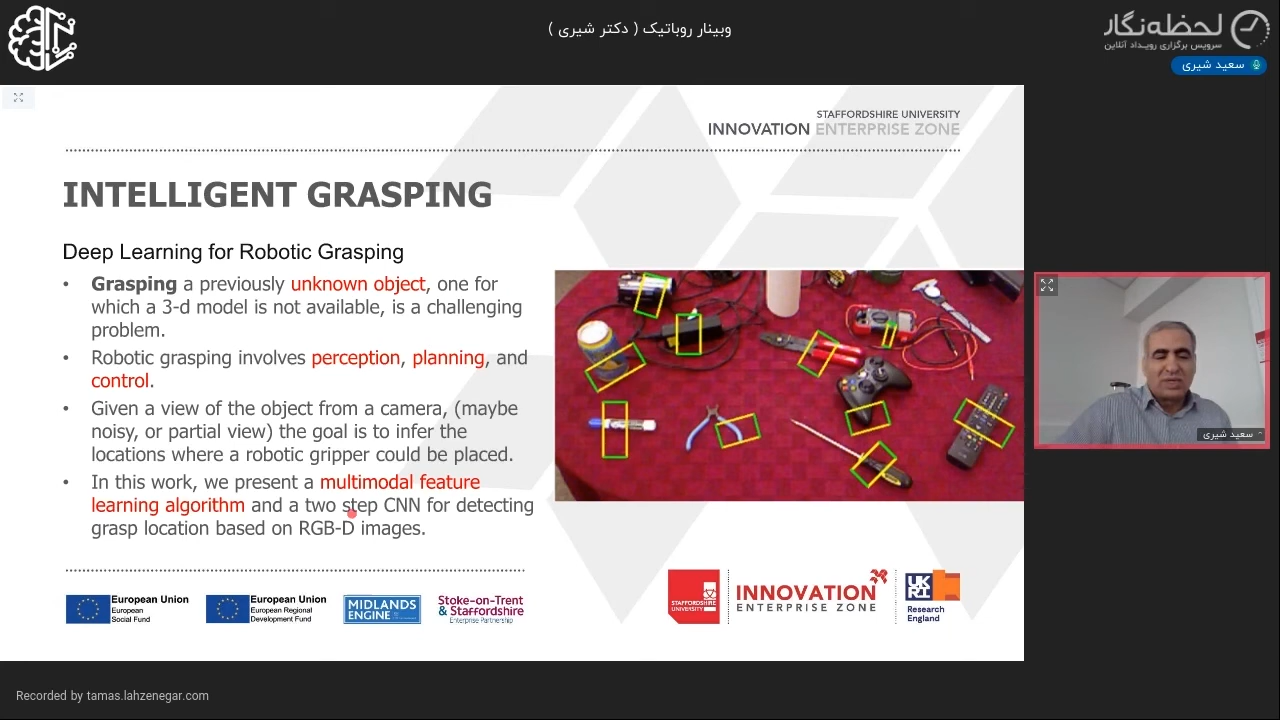 وبینار روباتیک ( دکتر شیری )
لحظه‌نگار
سرویس برگزاری رویداد آنلاین
سعید شیری
STAFFORDSHIRE UNIVERSITY
INNOVATION ENTERPRISE ZONE
INTELLIGENT GRASPING
Deep Learning for Robotic Grasping
• Grasping a previously unknown object, one for
which a 3-d model is not available, is a challenging
problem.
• Robotic grasping involves perception, planning, and
control.
• Given a view of the object from a camera, (maybe
noisy, or partial view) the goal is to infer the
locations where a robotic gripper could be placed.
• In this work, we present a multimodal feature
learning algorithm and a two step CNN for detecting
grasp location based on RGB-D images.
سعید شیری
European Union
European
Social Fund
European Union
European Regional
Development Fund
MIDLANDS
ENGINE
Stoke-on-Trent
& Staffordshire
Enterprise Partnership
STAFFORDSHIRE
UNIVERSITY
INNOVATION
ENTERPRISE ZONE
UK
RI
Research
England
Recorded by tamas.lahzenegar.com